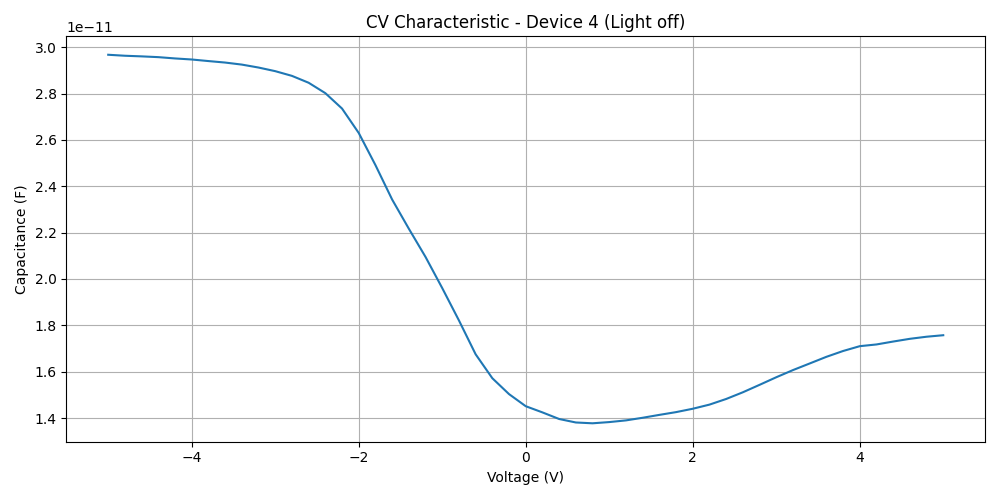 CV Characteristic - Device 4 (Light off)
1e−11
3.0
2.8
2.6
2.4
2.2
2.0
1.8
1.6
1.4
Capacitance (F)
−4 −2 0 2 4
Voltage (V)